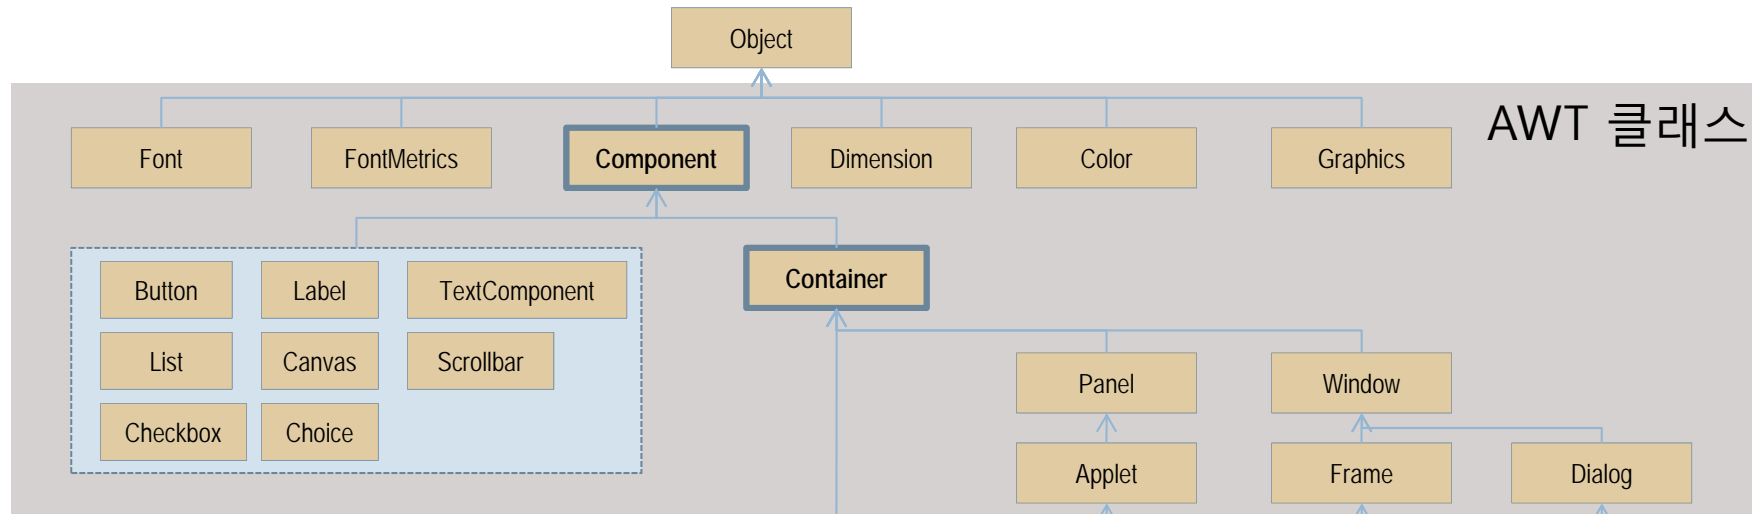 Object
AWT 클래스
Font
FontMetrics
Component
Dimension
Color
Graphics
Button
Label
TextComponent
Container
List
Canvas
Scrollbar
Panel
Window
Checkbox
Choice
Applet
Frame
Dialog